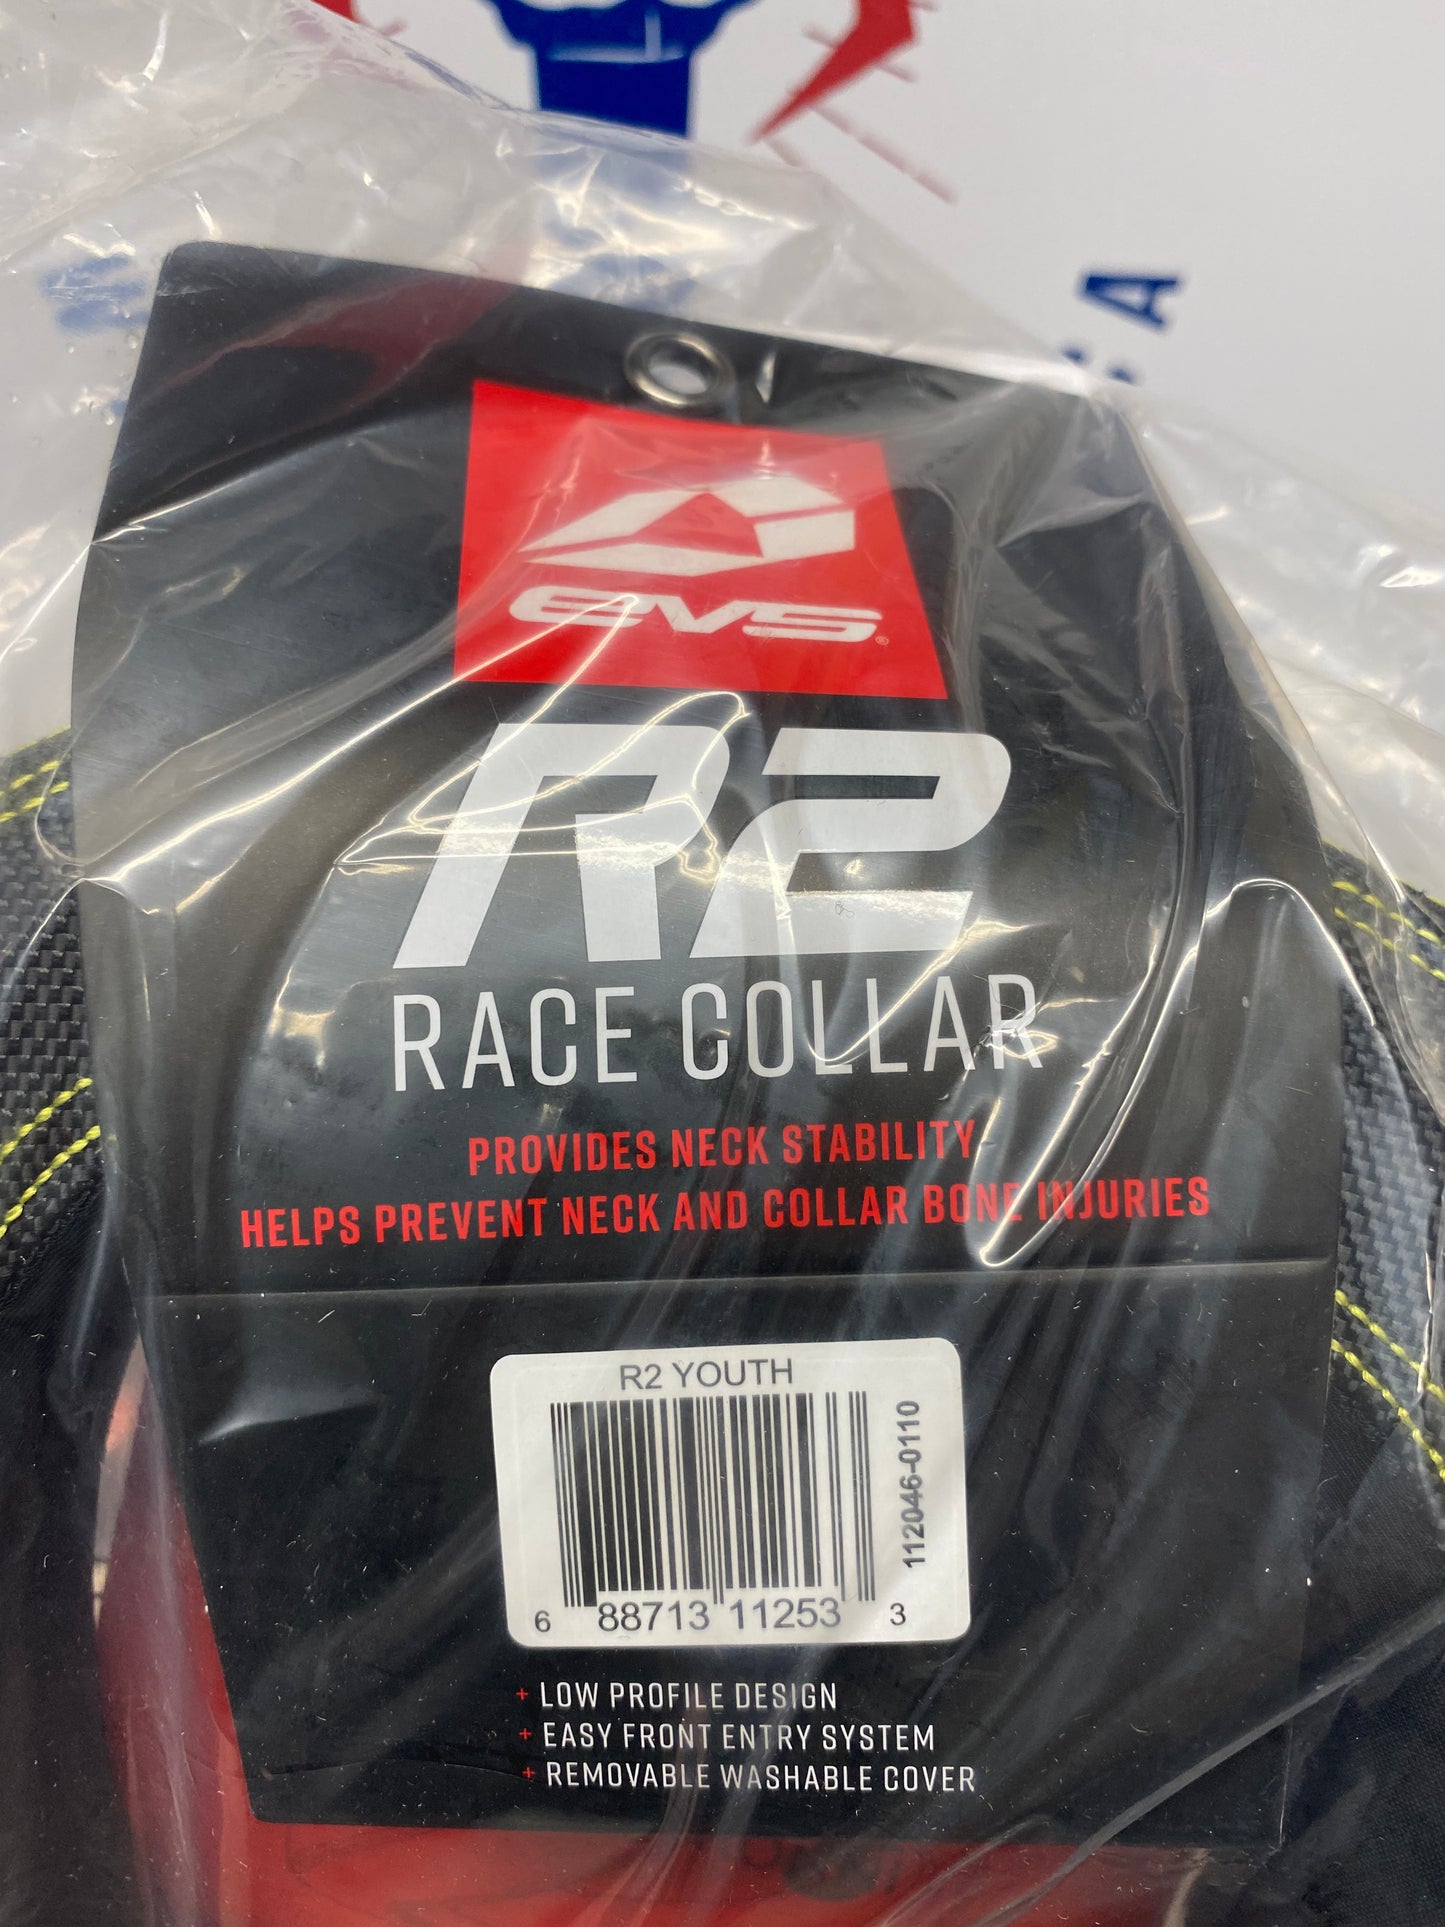 evs®
R2
RACE COLLAR
PROVIDES NECK STABILITY
HELPS PREVENT NECK AND COLLAR BONE INJURIES
R2 YOUTH
112046-0110
6 88713 11253 3
+ LOW PROFILE DESIGN
+ EASY FRONT ENTRY SYSTEM
+ REMOVABLE WASHABLE COVER